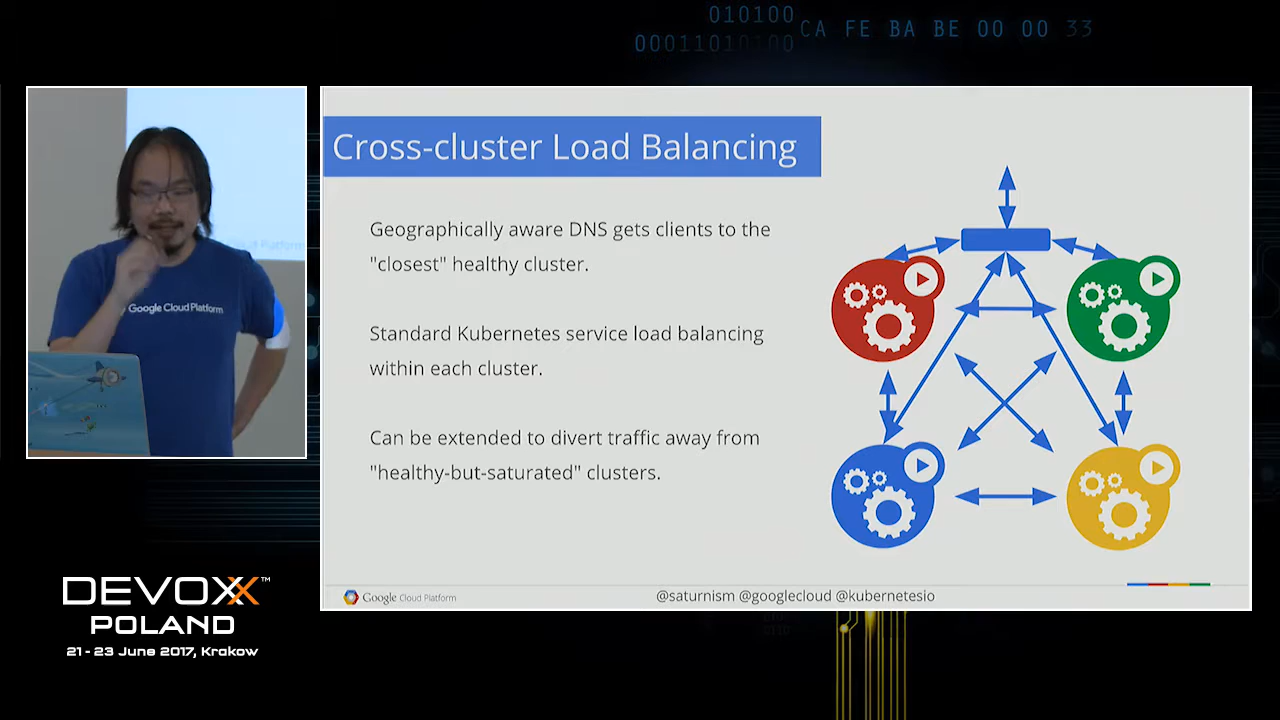 010100
00011010100
CA FE BA BE 00 00 33
Cross-cluster Load Balancing
Geographically aware DNS gets clients to the
"closest" healthy cluster.
Standard Kubernetes service load balancing
within each cluster.
Can be extended to divert traffic away from
"healthy-but-saturated" clusters.
Google Cloud Platform
@saturnism @googlecloud @kubernetesio
Cloud Platform
Google Cloud Platform
DEVOXX™
POLAND
21 - 23 June 2017, Krakow